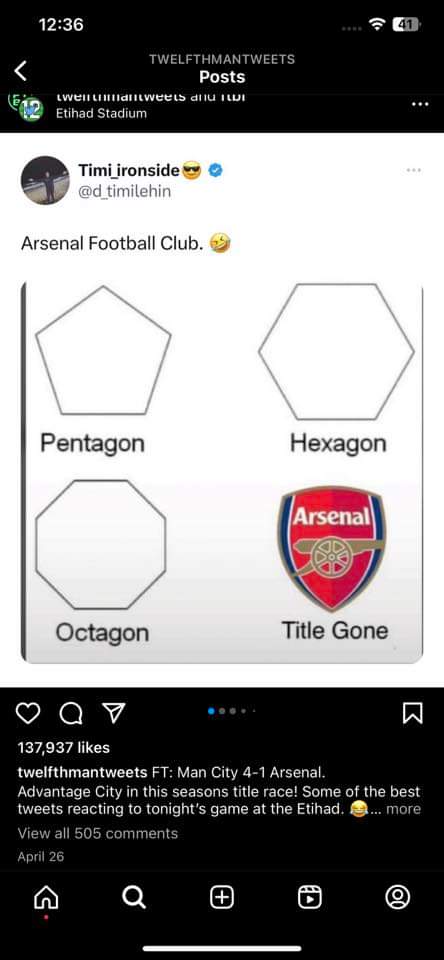 12:36
41
TWELFTHMANTWEETS
Posts
twelfthmantweets and
Etihad Stadium
Timi_ironside😎
@d_timilehin
Arsenal Football Club. 🤣
Pentagon
Hexagon
Arsenal
Octagon
Title Gone
137,937 likes
twelfthmantweets FT: Man City 4-1 Arsenal.
Advantage City in this seasons title race! Some of the best
tweets reacting to tonight's game at the Etihad. 😂... more
View all 505 comments
April 26